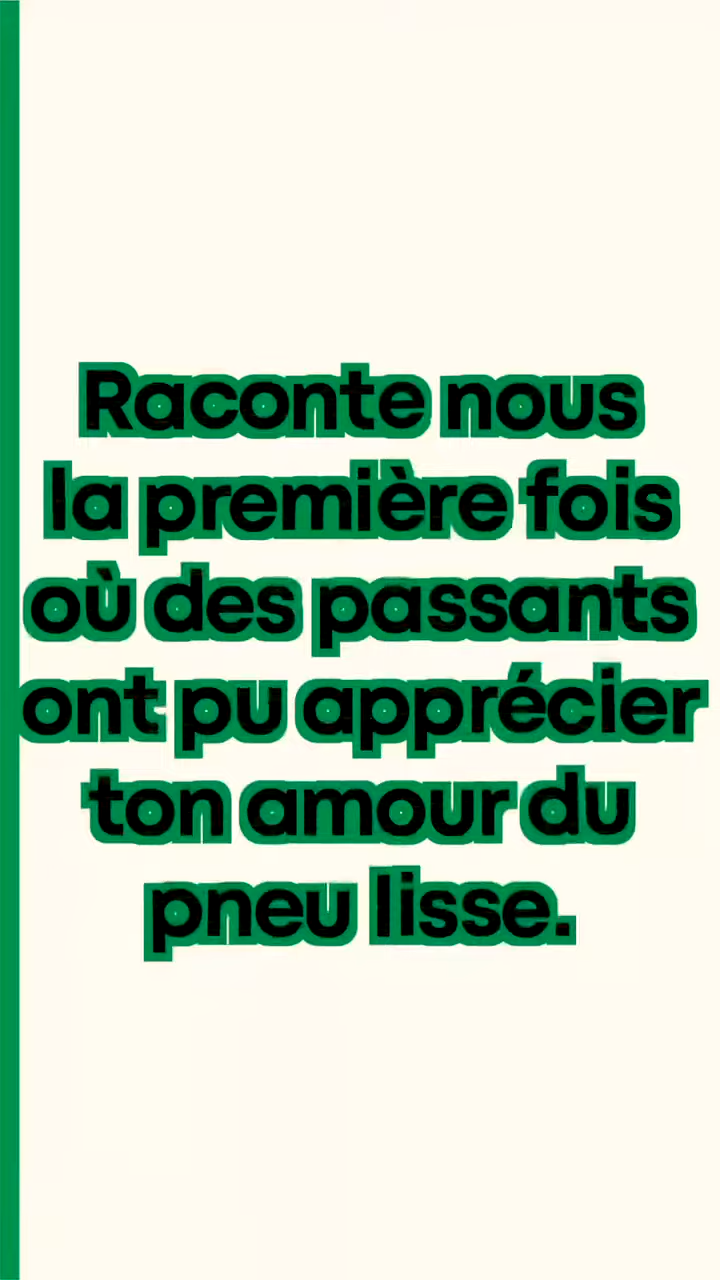 Raconte nous
la première fois
où des passants
ont pu apprécier
ton amour du
pneu lisse.